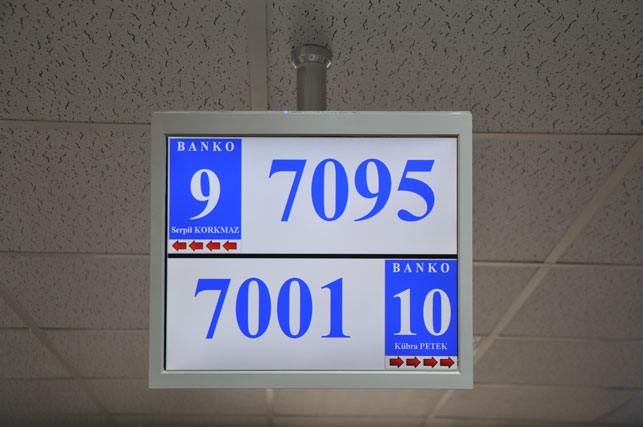 BANKO
9
Serpil KORKMAZ
7095
7001
BANKO
10
Kübra PETEK